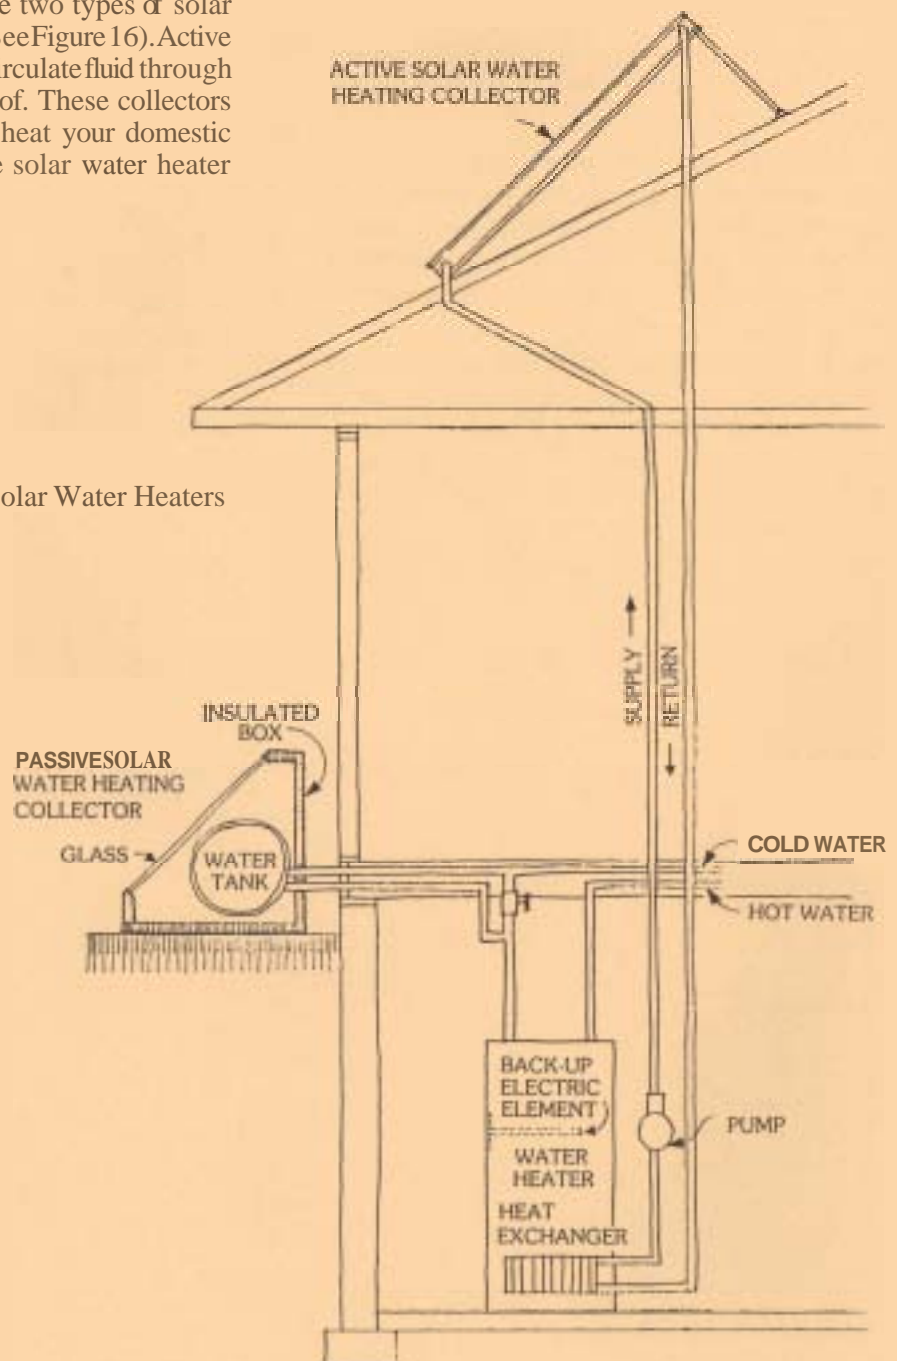 e two types of solar
See Figure 16). Active
irculate fluid through
of. These collectors
heat your domestic
e solar water heater
olar Water Heaters
ACTIVE SOLAR WATER
HEATING COLLECTOR
SUPPLY
RETURN
INSULATED
BOX
PASSIVE SOLAR
WATER HEATING
COLLECTOR
GLASS
WATER
TANK
COLD WATER
HOT WATER
BACK-UP
ELECTRIC
ELEMENT
WATER
HEATER
HEAT
EXCHANGER
PUMP